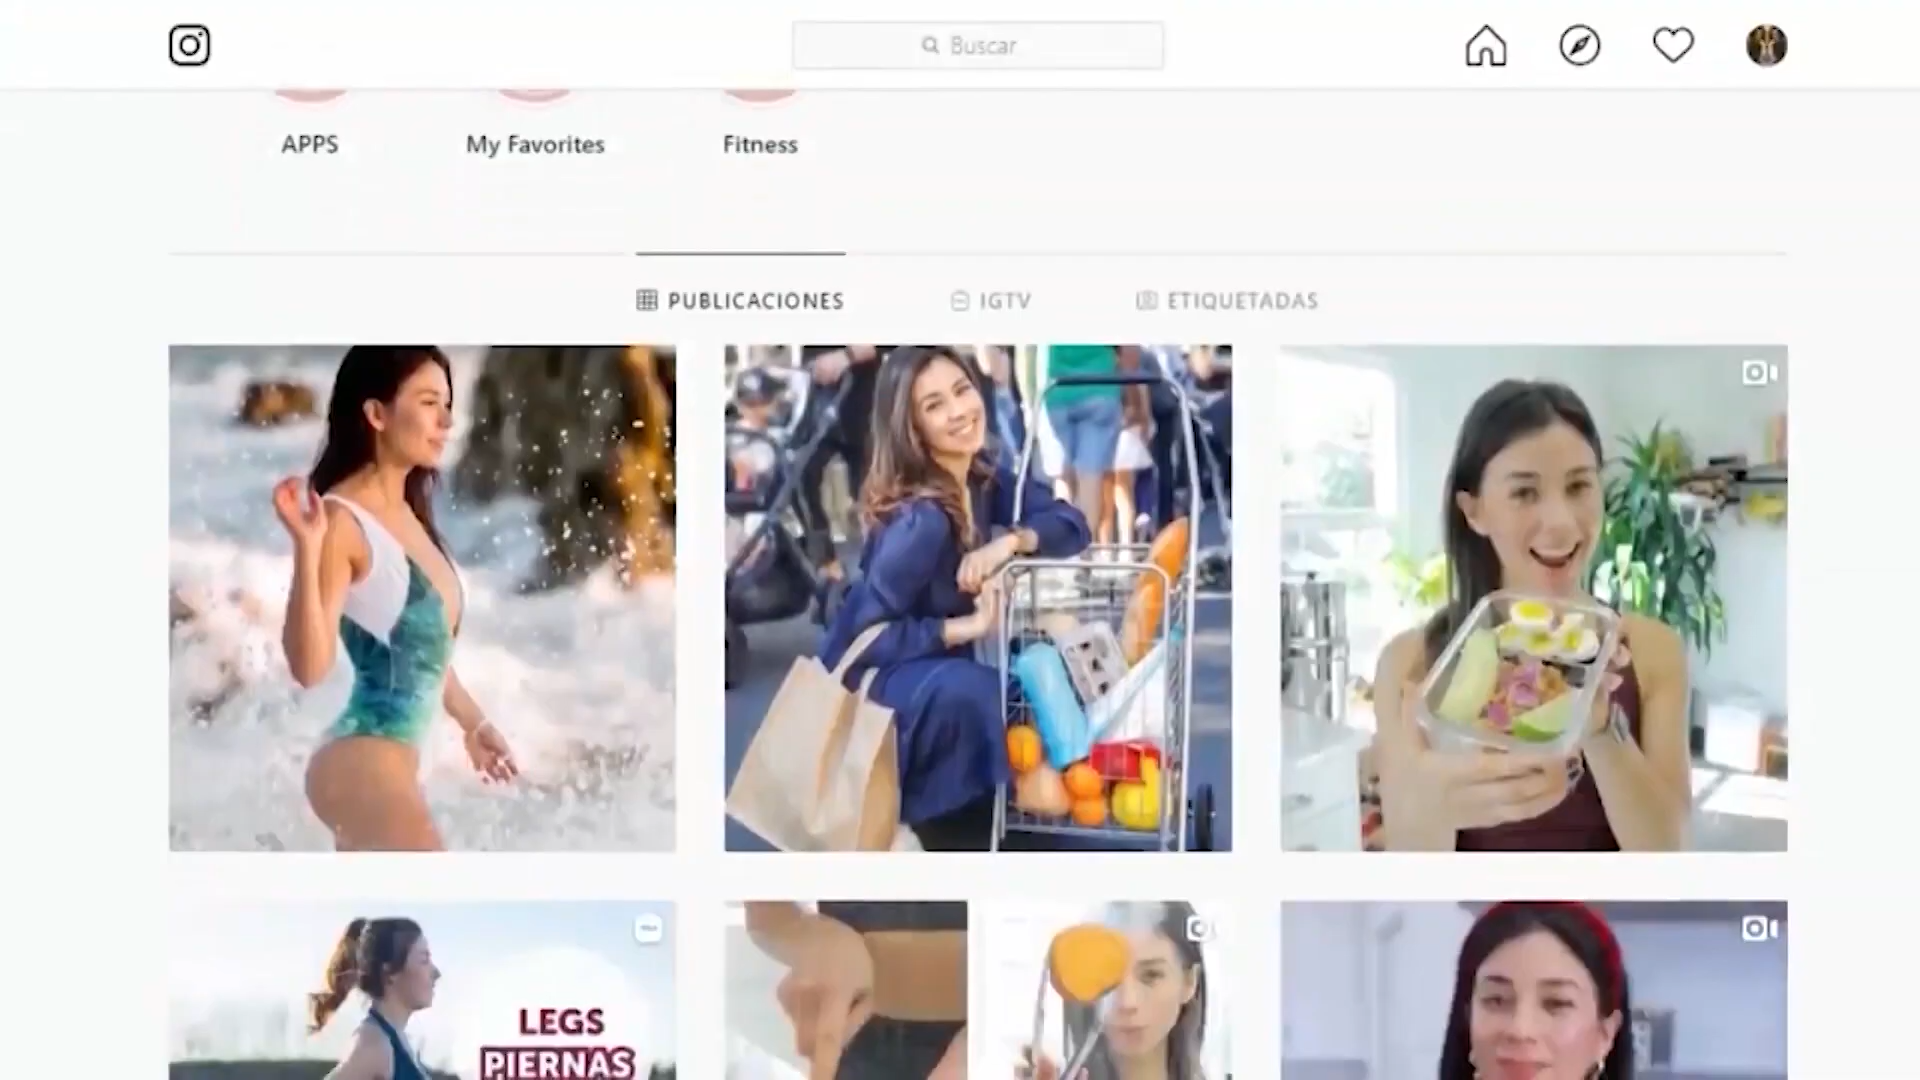 Buscar
APPS
My Favorites
Fitness
PUBLICACIONES
IGTV
ETIQUETADAS
LEGS
PIERNAS